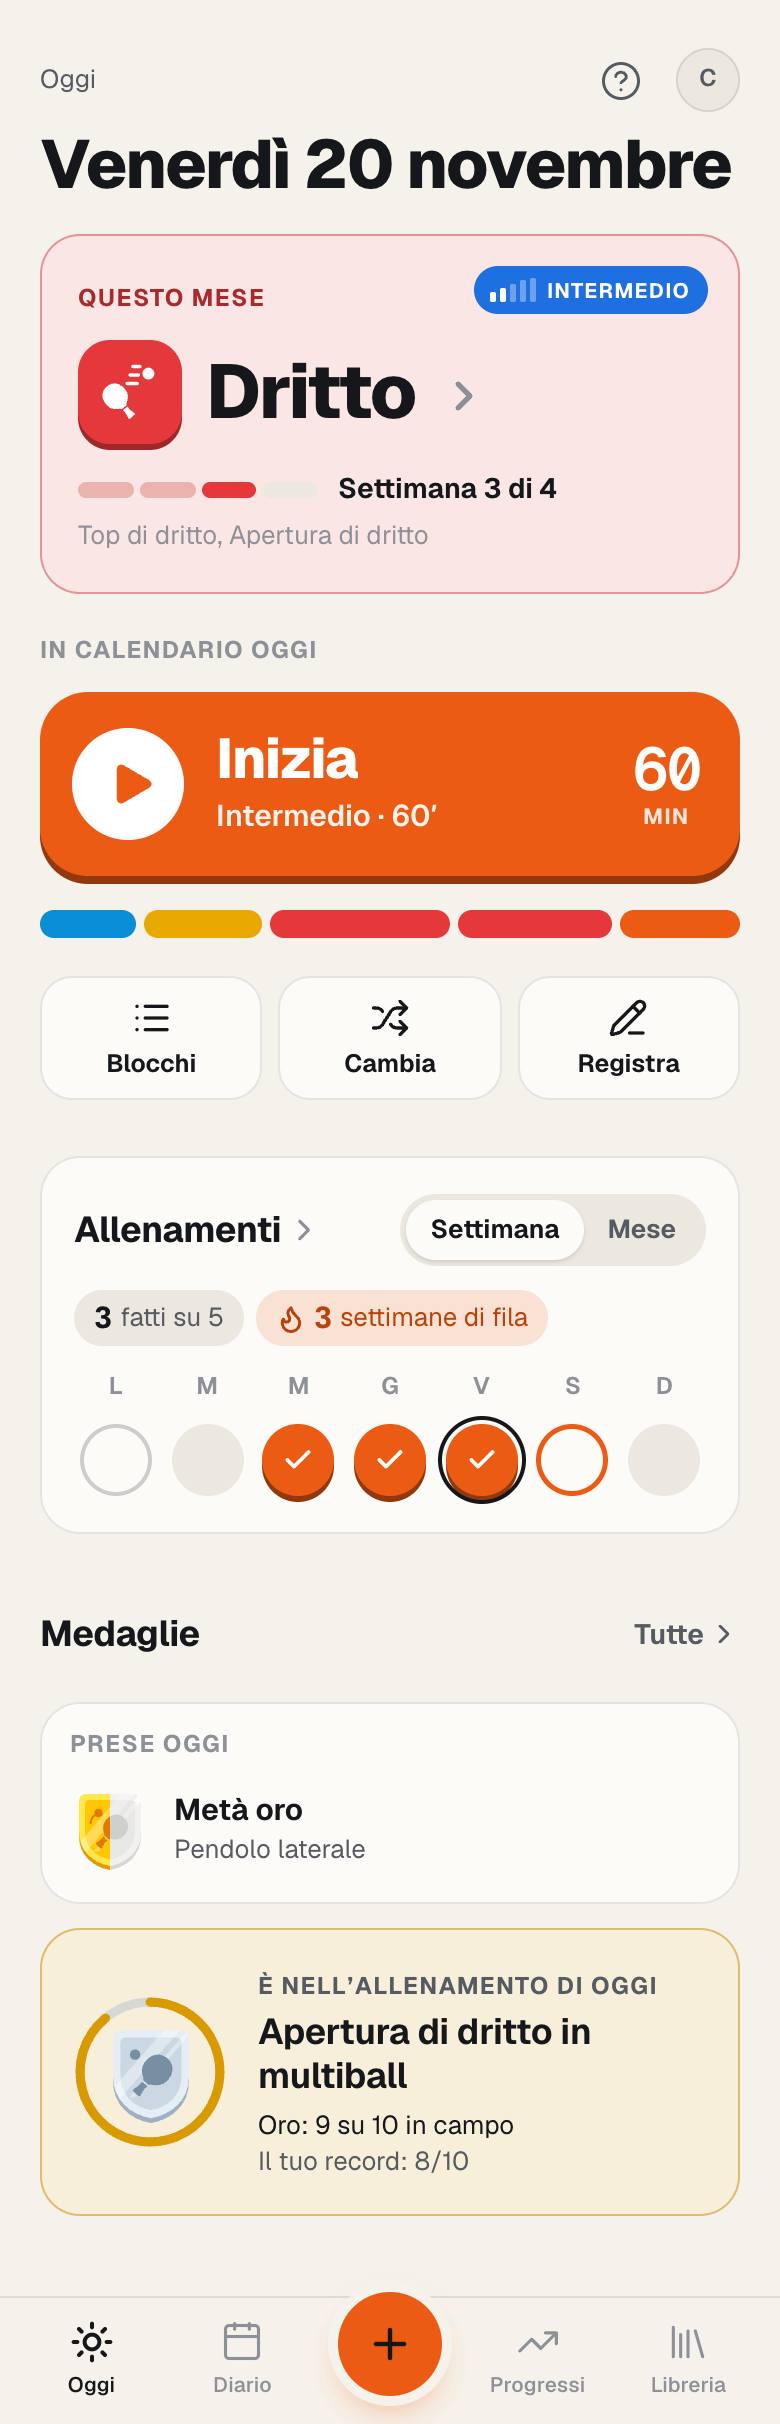 Oggi
C
Venerdì 20 novembre
QUESTO MESE
INTERMEDIO
Dritto
Settimana 3 di 4
Top di dritto, Apertura di dritto
IN CALENDARIO OGGI
Inizia
Intermedio · 60′
60
MIN
Blocchi
Cambia
Registra
Allenamenti
Settimana
Mese
3 fatti su 5
3 settimane di fila
L M M G V S D
Medaglie
Tutte
PRESE OGGI
Metà oro
Pendolo laterale
È NELL’ALLENAMENTO DI OGGI
Apertura di dritto in
multiball
Oro: 9 su 10 in campo
Il tuo record: 8/10
Oggi
Diario
Progressi
Libreria